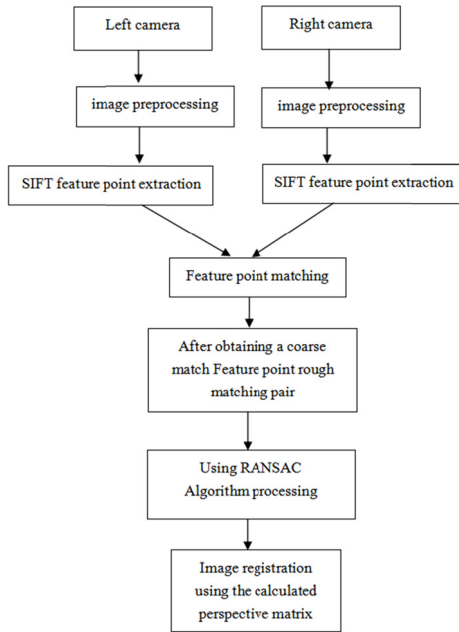 Left camera
Right camera
image preprocessing
image preprocessing
SIFT feature point extraction
SIFT feature point extraction
Feature point matching
After obtaining a coarse
match Feature point rough
matching pair
Using RANSAC
Algorithm processing
Image registration
using the calculated
perspective matrix